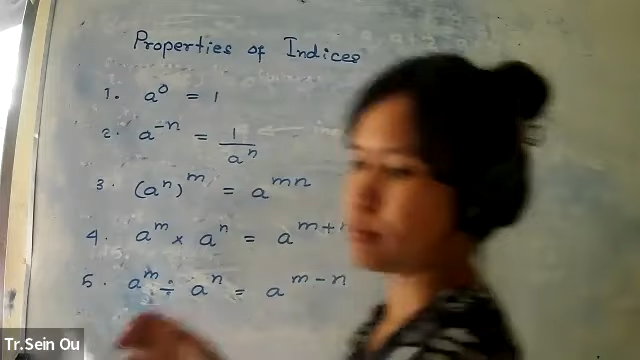 Properties of Indices
1. a⁰ = 1
2. a⁻ⁿ = 1/aⁿ
3. (aⁿ)ᵐ = aᵐⁿ
4. aᵐ × aⁿ = aᵐ⁺
5. aᵐ ÷ aⁿ = aᵐ⁻ⁿ
Tr.Sein Ou